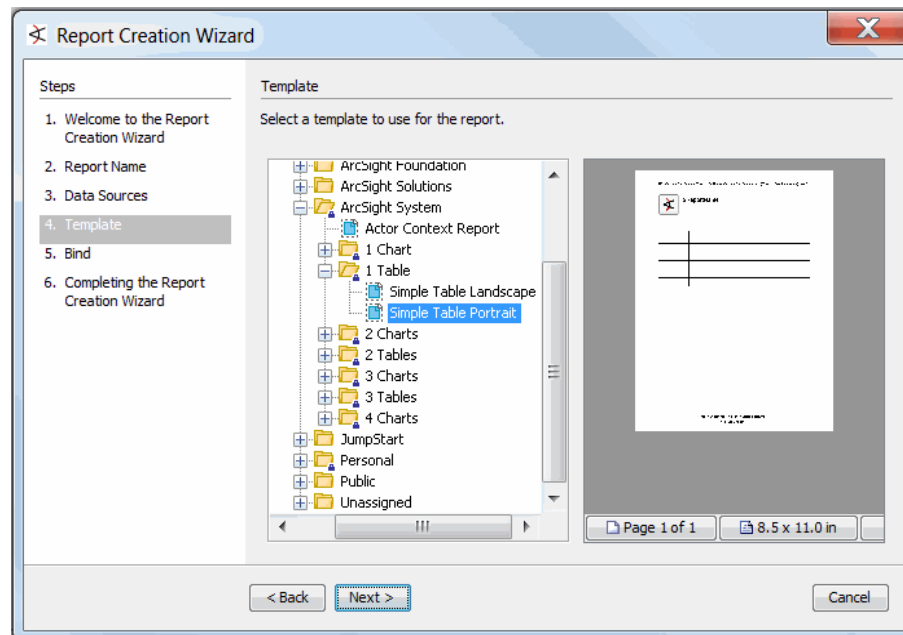 Report Creation Wizard
Steps
1. Welcome to the Report
Creation Wizard
2. Report Name
3. Data Sources
4. Template
5. Bind
6. Completing the Report
Creation Wizard
Template
Select a template to use for the report.
ArcSight Foundation
ArcSight Solutions
ArcSight System
Actor Context Report
1 Chart
1 Table
Simple Table Landscape
Simple Table Portrait
2 Charts
2 Tables
3 Charts
3 Tables
4 Charts
JumpStart
Personal
Public
Unassigned
Page 1 of 1
8.5 x 11.0 in
< Back
Next >
Cancel